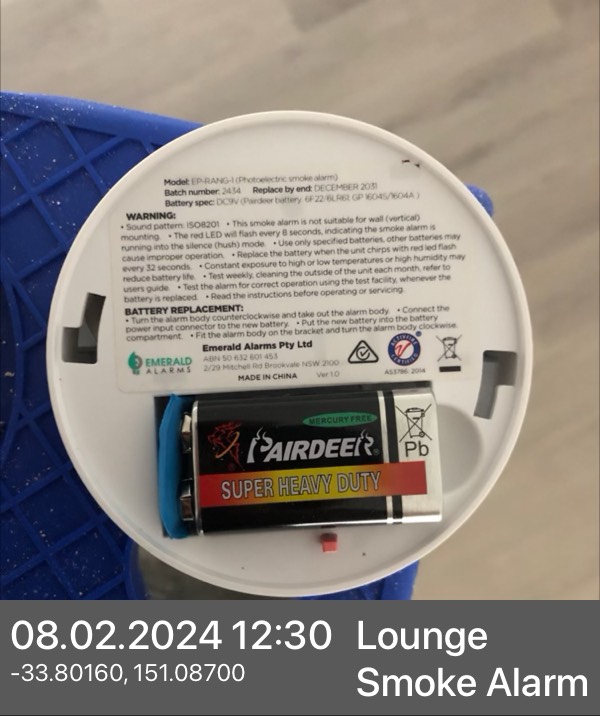 Model: EP-RANG-1 (Photoelectric smoke alarm)
Batch number: 2434 Replace by end: DECEMBER 2031
Battery spec: DC9V (Pairdeer battery, 6F22/6LR61, GP 1604S/1604A )
WARNING:
• Sound pattern: ISO8201 • This smoke alarm is not suitable for wall (vertical)
mounting. • The red LED will flash every 8 seconds, indicating the smoke alarm is
running into the silence (hush) mode. • Use only specified batteries, other batteries may
cause improper operation. • Replace the battery when the unit chirps with red led flash
every 32 seconds. • Constant exposure to high or low temperatures or high humidity may
reduce battery life. • Test weekly, cleaning the outside of the unit each month, refer to
users guide. • Test the alarm for correct operation using the test facility, whenever the
battery is replaced. • Read the instructions before operating or servicing.
BATTERY REPLACEMENT:
• Turn the alarm body counterclockwise and take out the alarm body. • Connect the
power input connector to the new battery. • Put the new battery into the battery
compartment. • Fit the alarm body on the bracket and turn the alarm body clockwise.
Emerald Alarms Pty Ltd
ABN 50 632 601 453
2/29 Mitchell Rd Brookvale NSW 2100
MADE IN CHINA Ver:1.0
EMERALD
ALARMS
AS3786: 2014
MERCURY FREE
PAIRDEER
SUPER HEAVY DUTY
Pb
08.02.2024 12:30 Lounge
-33.80160, 151.08700 Smoke Alarm